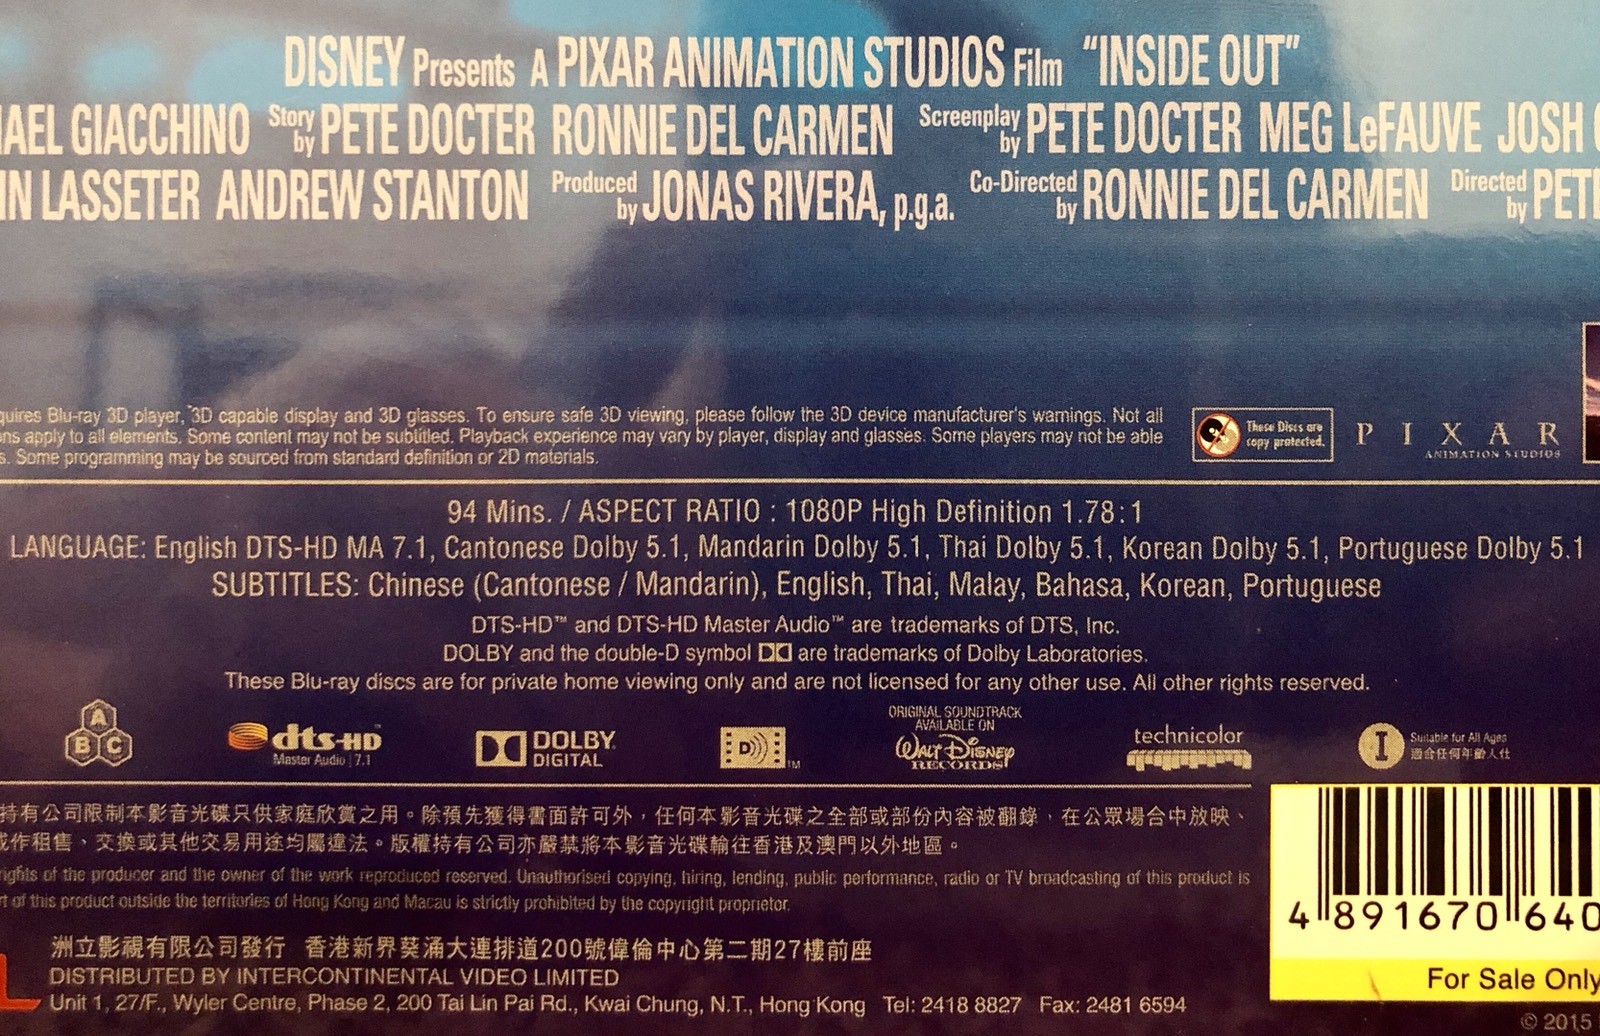 DISNEY Presents A PIXAR ANIMATION STUDIOS Film "INSIDE OUT"
AEL GIACCHINO Story by PETE DOCTER RONNIE DEL CARMEN Screenplay by PETE DOCTER MEG LeFAUVE JOSH
LASSETER ANDREW STANTON Produced by JONAS RIVERA, p.g.a. Co-Directed by RONNIE DEL CARMEN Directed by PET
quires Blu-ray 3D player, 3D capable display and 3D glasses. To ensure safe 3D viewing, please follow the 3D device manufacturer's warnings. Not all
ns apply to all elements. Some content may not be subtitled. Playback experience may vary by player, display and glasses. Some players may not be able
s. Some programming may be sourced from standard definition or 2D materials.
These Discs are copy protected.
PIXAR
ANIMATION STUDIOS
94 Mins. / ASPECT RATIO : 1080P High Definition 1.78:1
LANGUAGE: English DTS-HD MA 7.1, Cantonese Dolby 5.1, Mandarin Dolby 5.1, Thai Dolby 5.1, Korean Dolby 5.1, Portuguese Dolby 5.1
SUBTITLES: Chinese (Cantonese / Mandarin), English, Thai, Malay, Bahasa, Korean, Portuguese
DTS-HD™ and DTS-HD Master Audio™ are trademarks of DTS, Inc.
DOLBY and the double-D symbol are trademarks of Dolby Laboratories.
These Blu-ray discs are for private home viewing only and are not licensed for any other use. All other rights reserved.
A
B C
dts-HD™
Master Audio | 7.1
DOLBY
DIGITAL
D))) TM
ORIGINAL SOUNDTRACK
AVAILABLE ON
WALT DISNEY
RECORDS
technicolor
I
Suitable for All Ages
適合任何年齡人仕
持有公司限制本影音光碟只供家庭欣賞之用。除預先獲得書面許可外，任何本影音光碟之全部或部份內容被翻錄，在公眾場合中放映、
或作租售、交換或其他交易用途均屬違法。版權持有公司亦嚴禁將本影音光碟輸往香港及澳門以外地區。
rights of the producer and the owner of the work reproduced reserved. Unauthorised copying, hiring, lending, public performance, radio or TV broadcasting of this product is
rt of this product outside the territories of Hong Kong and Macau is strictly prohibited by the copyright proprietor.
洲立影視有限公司發行 香港新界葵涌大連排道200號偉倫中心第二期27樓前座
DISTRIBUTED BY INTERCONTINENTAL VIDEO LIMITED
Unit 1, 27/F., Wyler Centre, Phase 2, 200 Tai Lin Pai Rd., Kwai Chung, N.T., Hong Kong Tel: 2418 8827 Fax: 2481 6594
4 891670 640
For Sale Only
© 2015